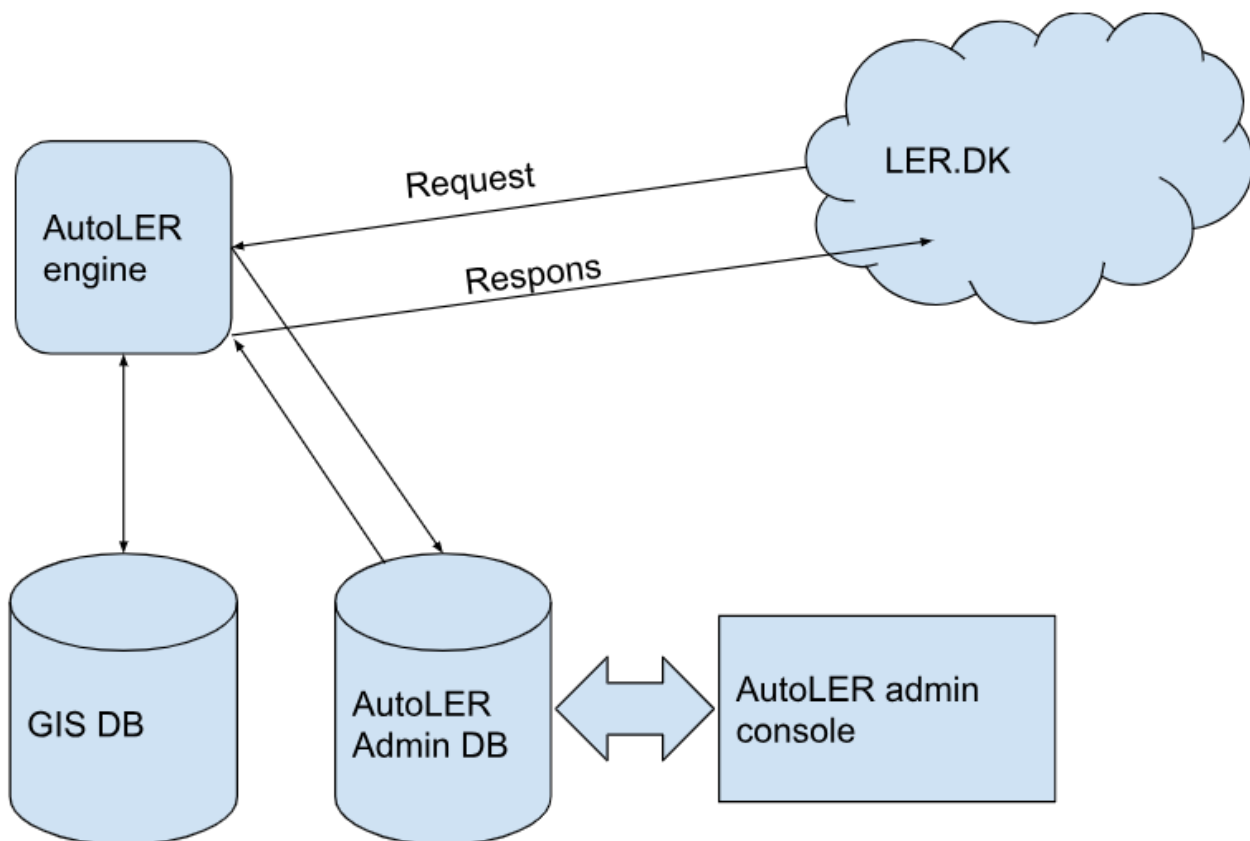 LER.DK
Request
AutoLER
engine
Respons
GIS DB
AutoLER
Admin DB
AutoLER admin
console